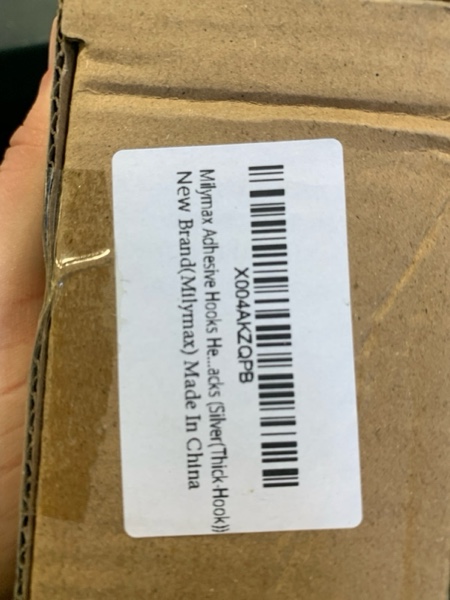 X004AKZQPB
Milymax Adhesive Hooks He...acks (Silver(Thick-Hook))
New Brand(Milymax) Made In China